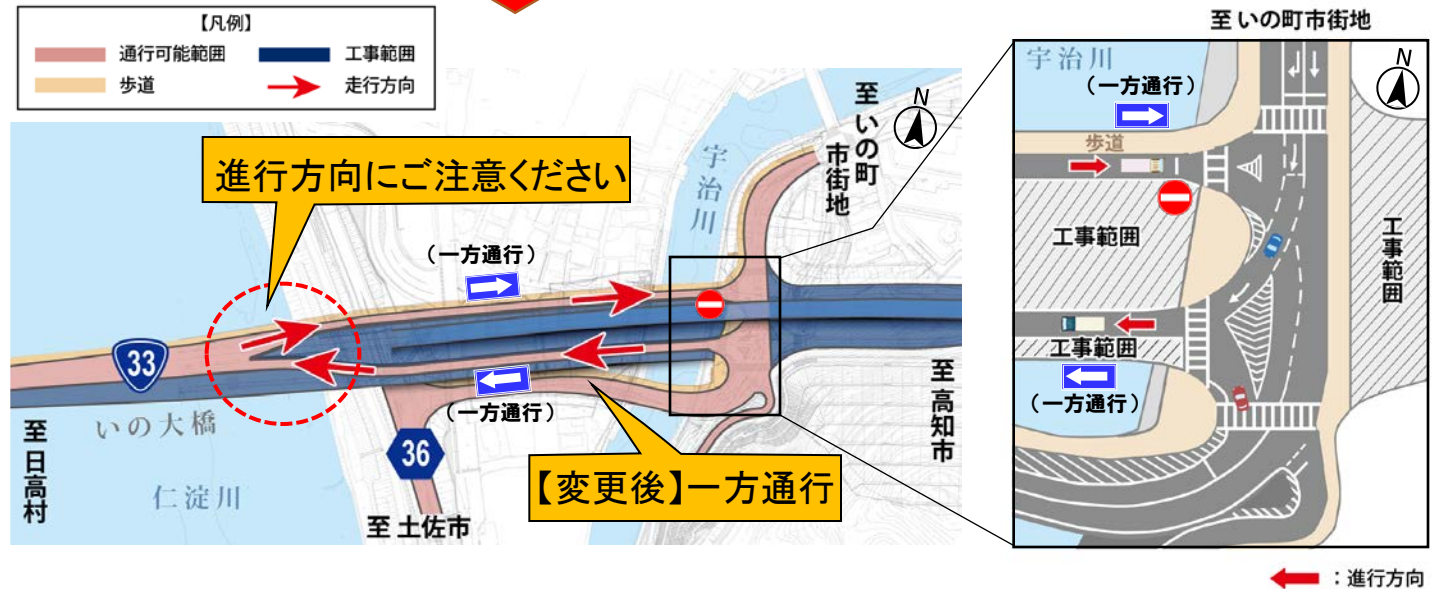 【凡例】
通行可能範囲
工事範囲
歩道
走行方向
進行方向にご注意ください
(一方通行)
宇治川
至 いの町
市街地
N
33
いの大橋
仁淀川
至 日高村
36
至 土佐市
(一方通行)
【変更後】一方通行
至 高知市
至 いの町市街地
宇治川
(一方通行)
N
歩道
工事範囲
工事範囲
工事範囲
(一方通行)
:進行方向